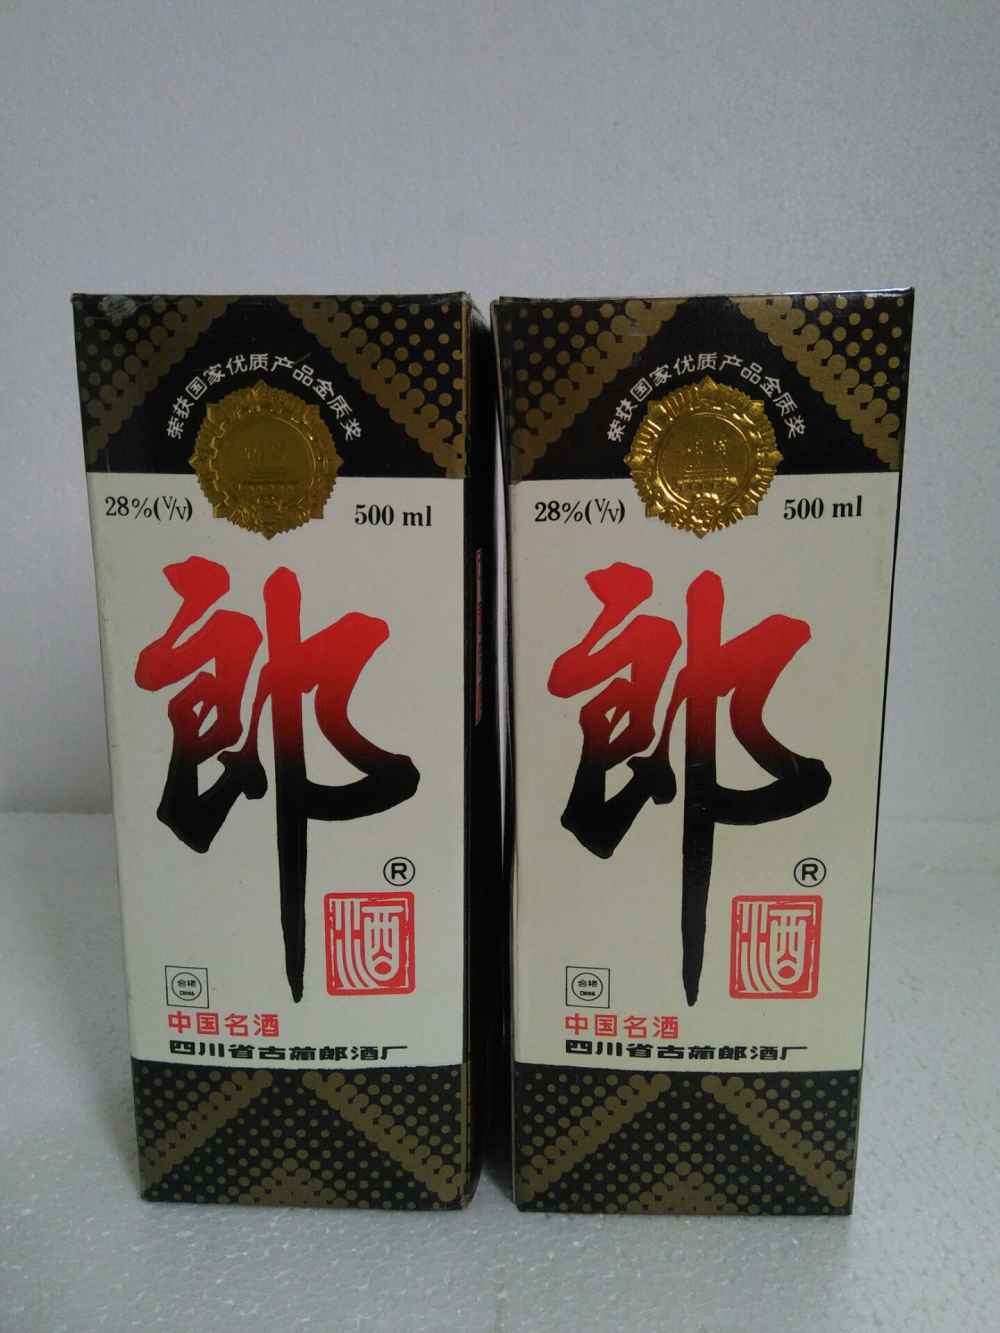 荣获国家优质产品金质奖
28%(V/V)
500 ml
郎
®
酒
合格
CHINA
中国名酒
四川省古蔺郎酒厂
荣获国家优质产品金质奖
28%(V/V)
500 ml
郎
®
酒
合格
CHINA
中国名酒
四川省古蔺郎酒厂